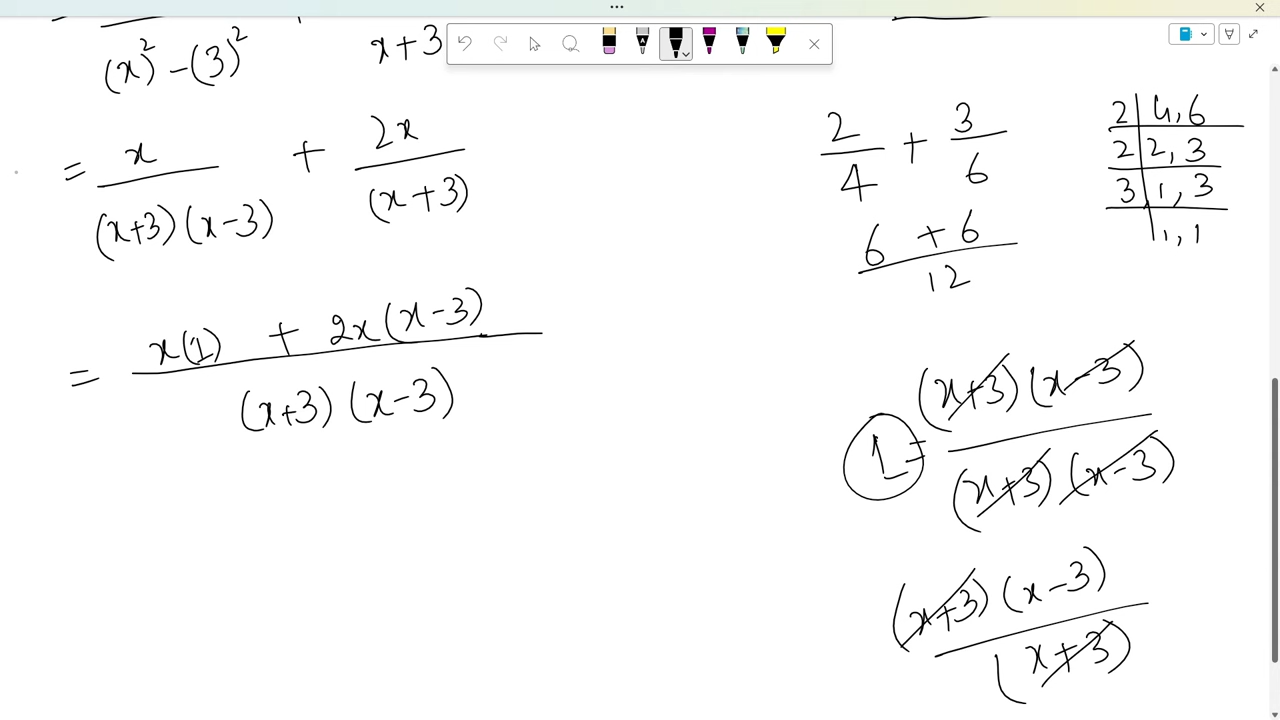 =
(x)² - (3)²    x+3
= x/((x+3)(x-3)) + 2x/((x+3))
= (x(1) + 2x(x-3))/((x+3)(x-3))
2/4 + 3/6
(6 + 6)/12
2 | 4, 6
2 | 2, 3
3 | 1, 3
1, 1
1 = ((x+3)(x-3))/((x+3)(x-3))
((x+3)(x-3))/((x+3))